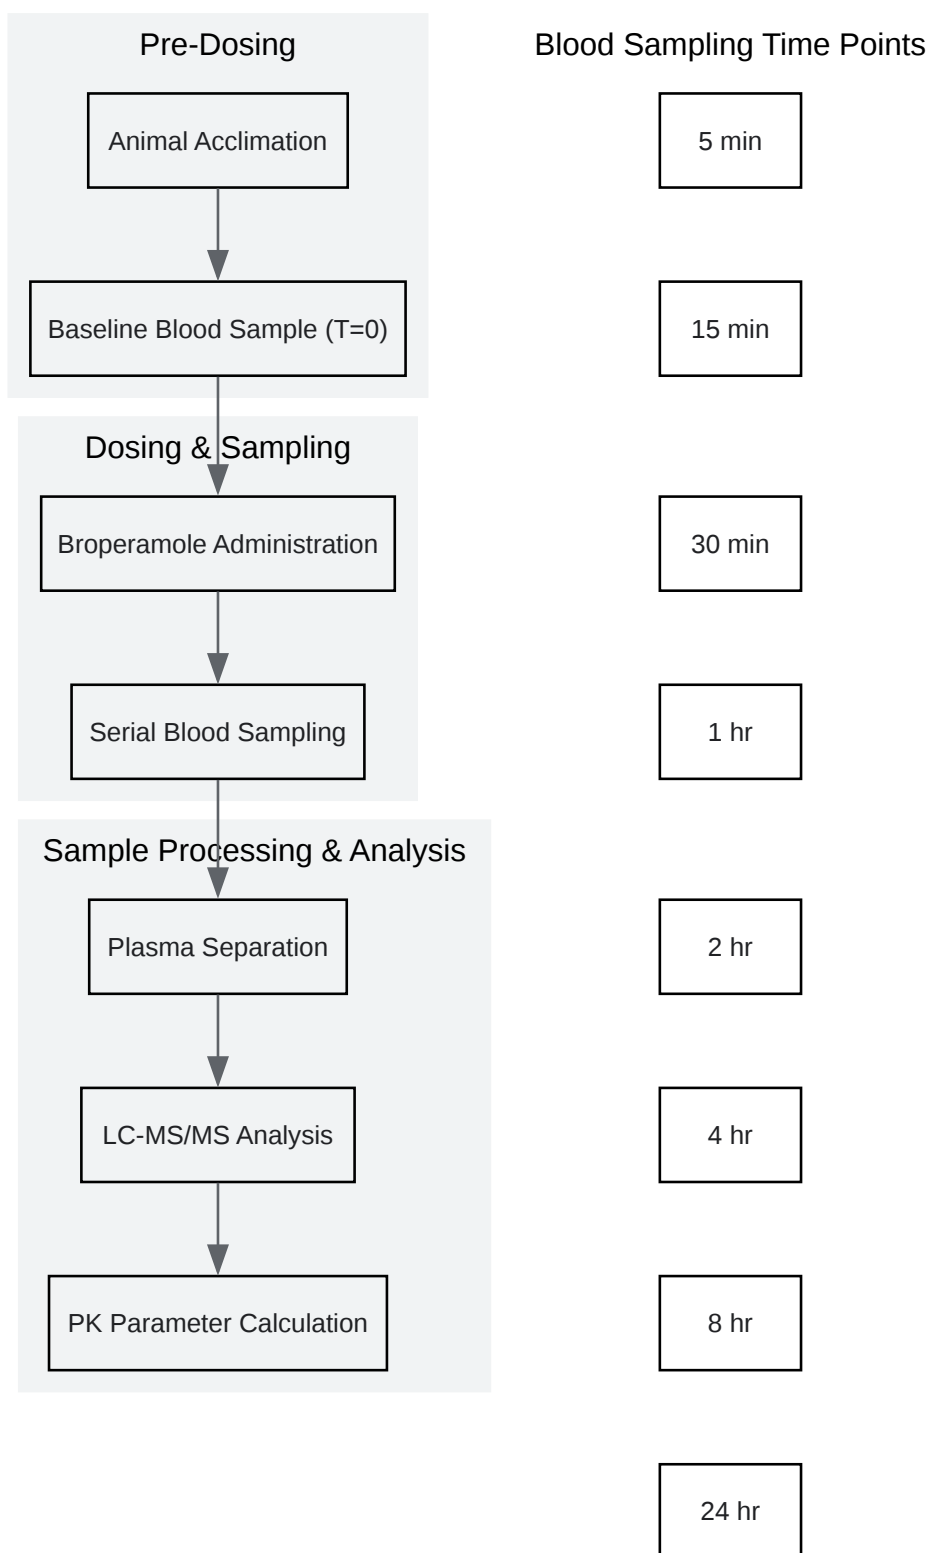 Pre-Dosing
Animal Acclimation
Baseline Blood Sample (T=0)
Dosing & Sampling
Broperamole Administration
Serial Blood Sampling
Sample Processing & Analysis
Plasma Separation
LC-MS/MS Analysis
PK Parameter Calculation
Blood Sampling Time Points
5 min
15 min
30 min
1 hr
2 hr
4 hr
8 hr
24 hr